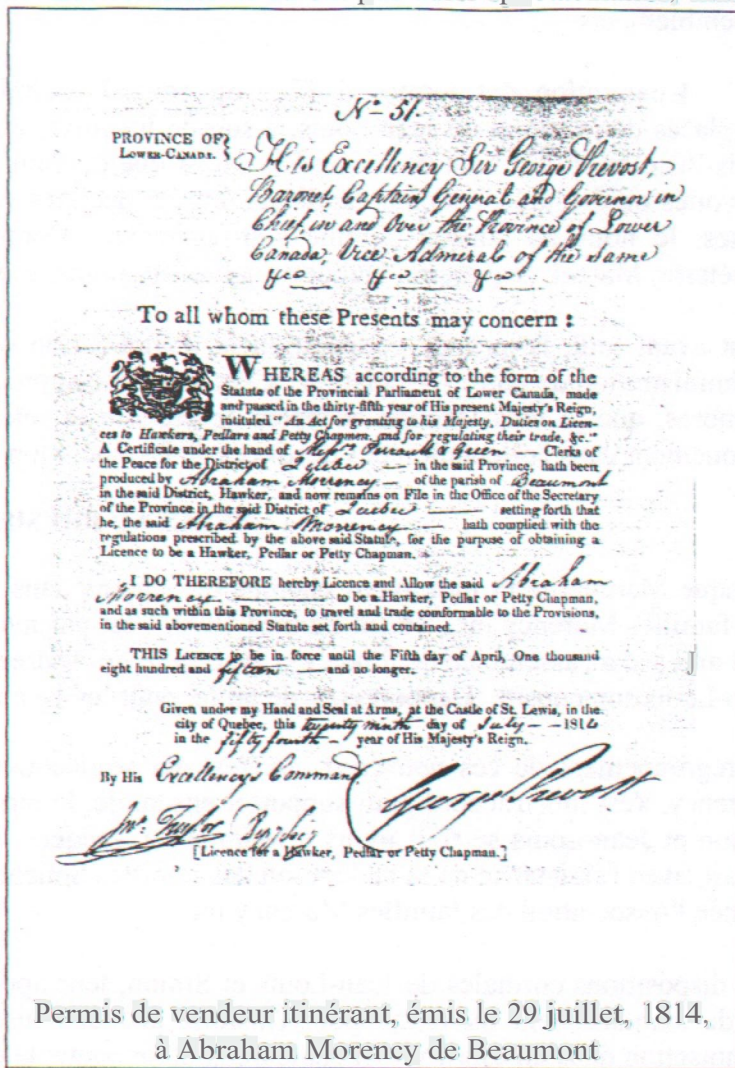 No. 51.
PROVINCE OF
LOWER-CANADA.
His Excellency Sir George Prevost,
Baronet, Captain General and Governor in
Chief, in and Over the Province of Lower
Canada, Vice Admiral of the same
&c &c &c
To all whom these Presents may concern :
WHEREAS according to the form of the
Statute of the Provincial Parliament of Lower Canada, made
and passed in the thirty-fifth year of His present Majesty's Reign,
intituled "An Act for granting to his Majesty, Duties on Licen-
ces to Hawkers, Pedlars and Petty Chapmen, and for regulating their trade, &c."
A Certificate under the hand of Messrs. Perrault & Green — Clerks of
the Peace for the District of Quebec — in the said Province, hath been
produced by Abraham Morrency — of the parish of Beaumont
in the said District, Hawker, and now remains on File in the Office of the Secretary
of the Province in the said District of Quebec — setting forth that
he, the said Abraham Morrency — hath complied with the
regulations prescribed by the above said Statute, for the purpose of obtaining a
Licence to be a Hawker, Pedlar or Petty Chapman.
I DO THEREFORE hereby Licence and Allow the said Abraham
Morrency — to be a Hawker, Pedlar or Petty Chapman,
and as such within this Province, to travel and trade comformable to the Provisions,
in the said abovementioned Statute set forth and contained.
THIS LICENCE to be in force until the Fifth day of April, One thousand
eight hundred and fifteen — and no longer.
Given under my Hand and Seal at Arms, at the Castle of St. Lewis, in the
city of Quebec, this twenty ninth day of July — 1814
in the fifty fourth — year of His Majesty's Reign.
By His Excellency's Command
George Prevost
Jno. Taylor
[Licence for a Hawker, Pedlar or Petty Chapman.]
Permis de vendeur itinérant, émis le 29 juillet, 1814,
à Abraham Morency de Beaumont